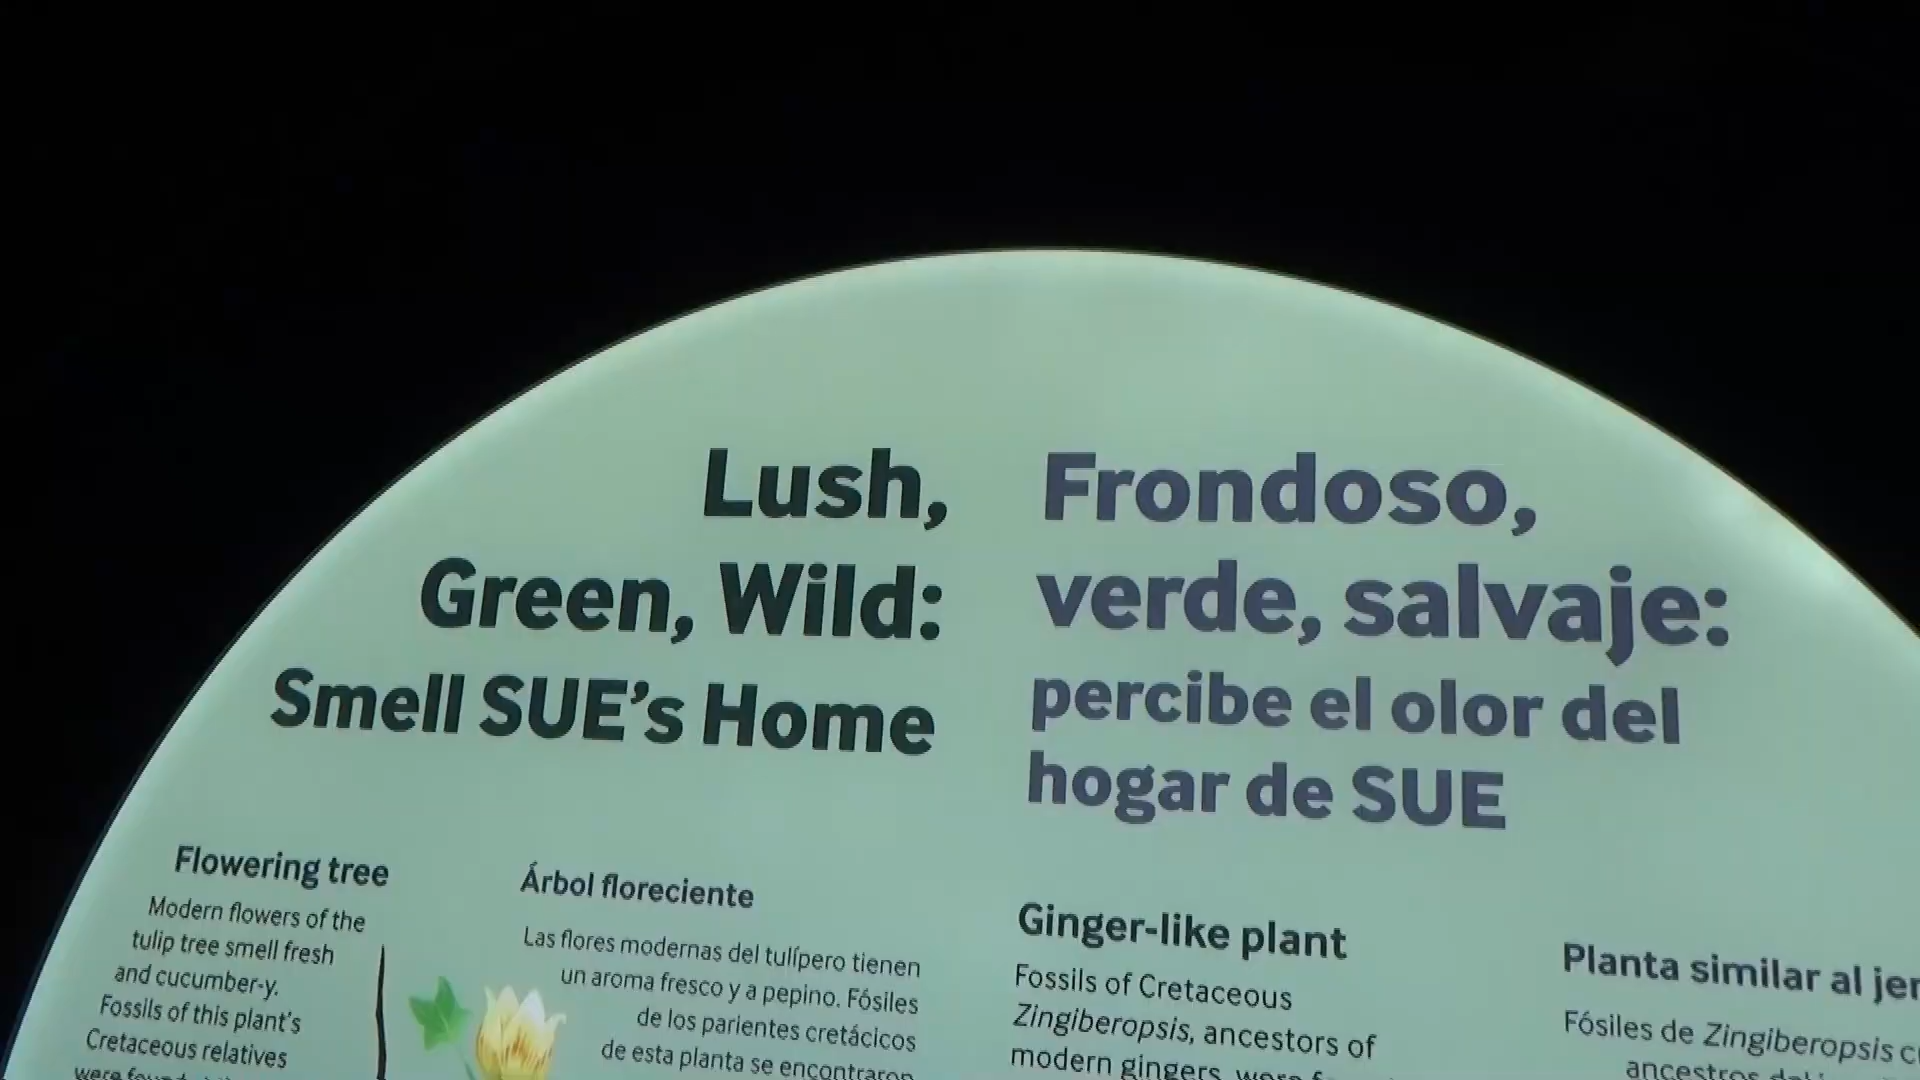 Lush,
Green, Wild:
Smell SUE's Home
Frondoso,
verde, salvaje:
percibe el olor del
hogar de SUE
Flowering tree
Modern flowers of the
tulip tree smell fresh
and cucumber-y.
Fossils of this plant's
Cretaceous relatives
were
Árbol floreciente
Las flores modernas del tulípero tienen
un aroma fresco y a pepino. Fósiles
de los parientes cretácicos
de esta planta se encontraron
Ginger-like plant
Fossils of Cretaceous
Zingiberopsis, ancestors of
modern gingers, were
Planta similar al
Fósiles de Zingiberopsis
ancestros